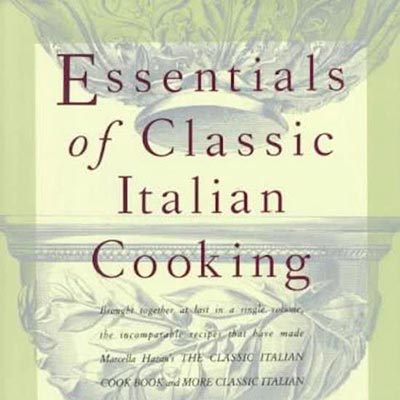 Essentials
of Classic
Italian
Cooking
Brought together at last in a single volume,
the incomparable recipes that have made
Marcella Hazan's THE CLASSIC ITALIAN
COOK BOOK and MORE CLASSIC ITALIAN